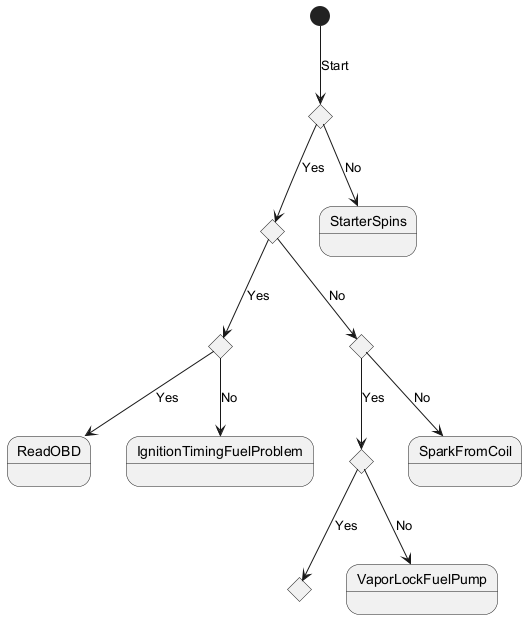 Start
Yes
No
StarterSpins
Yes
No
Yes
No
Yes
No
ReadOBD
IgnitionTimingFuelProblem
SparkFromCoil
Yes
No
VaporLockFuelPump